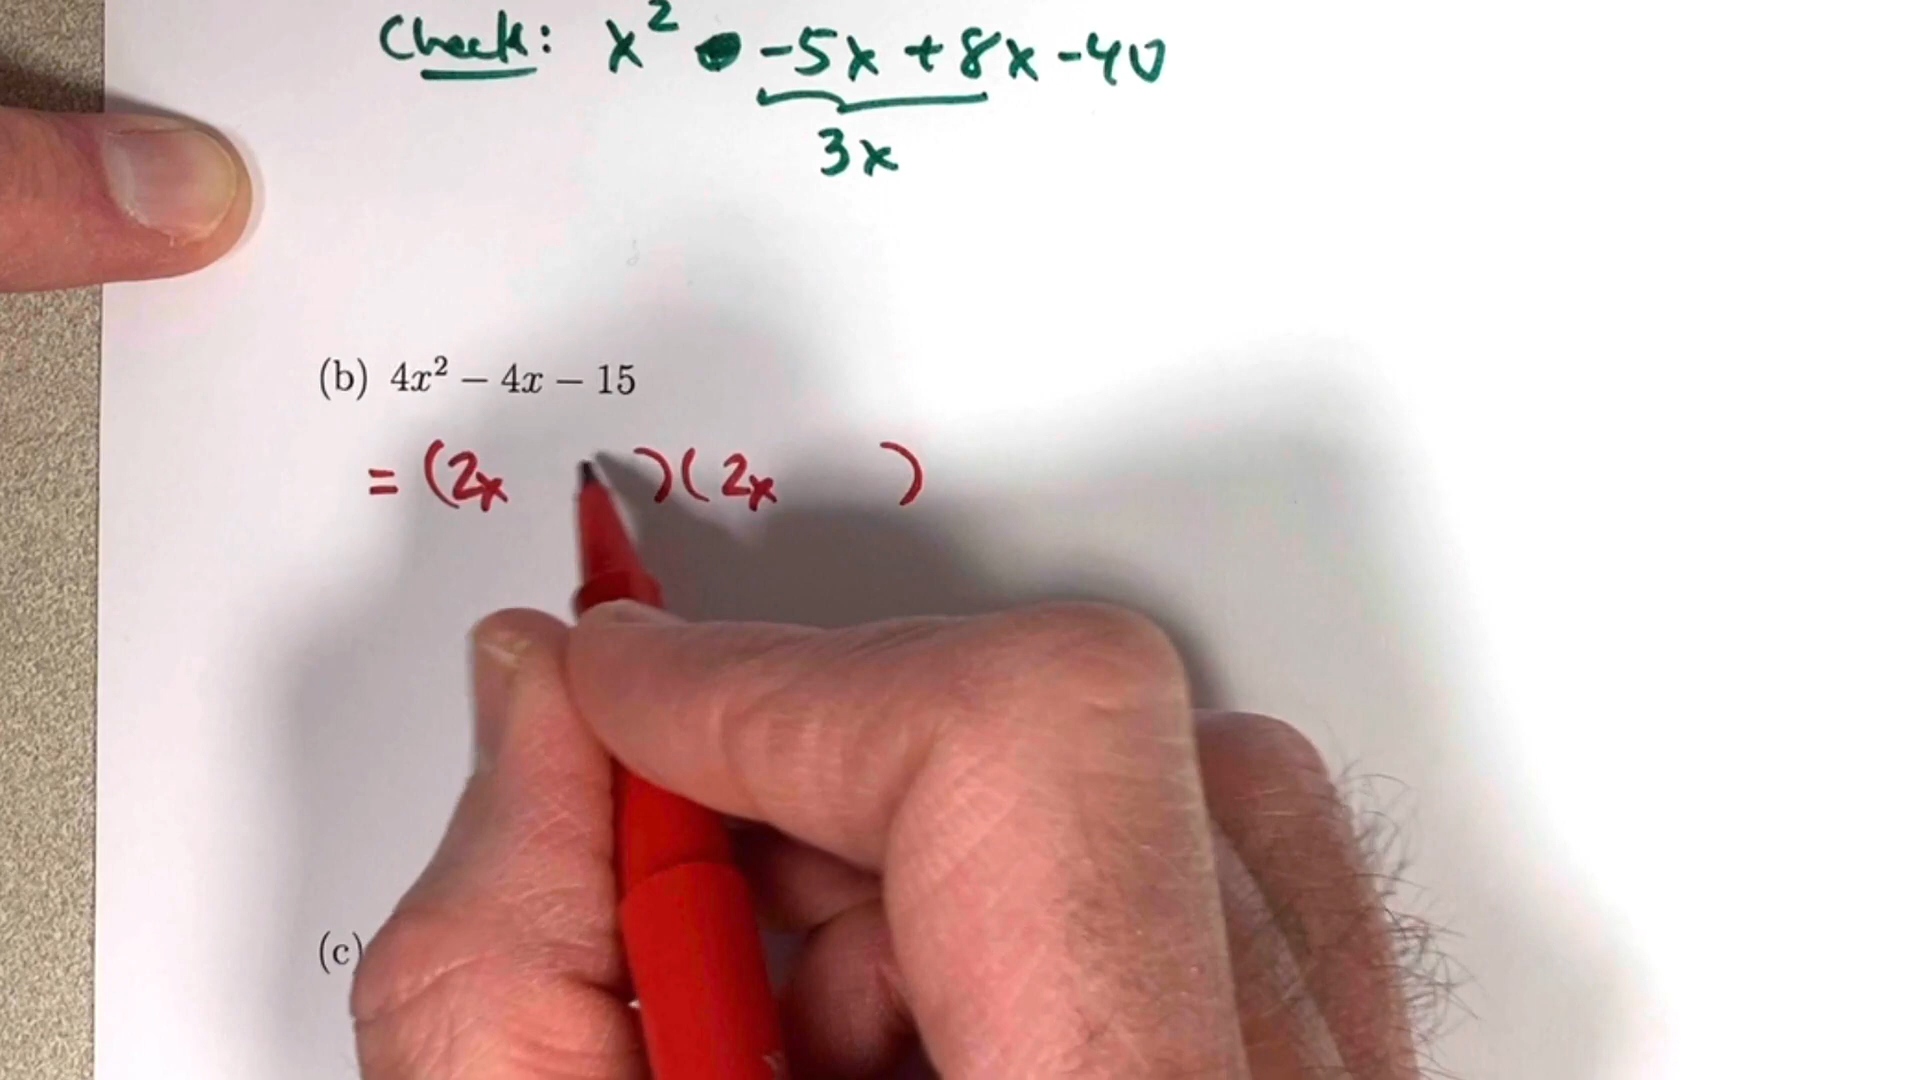 Check: x² -5x + 8x - 40
3x
(b) 4x² − 4x − 15
= (2x )( 2x )
(c)